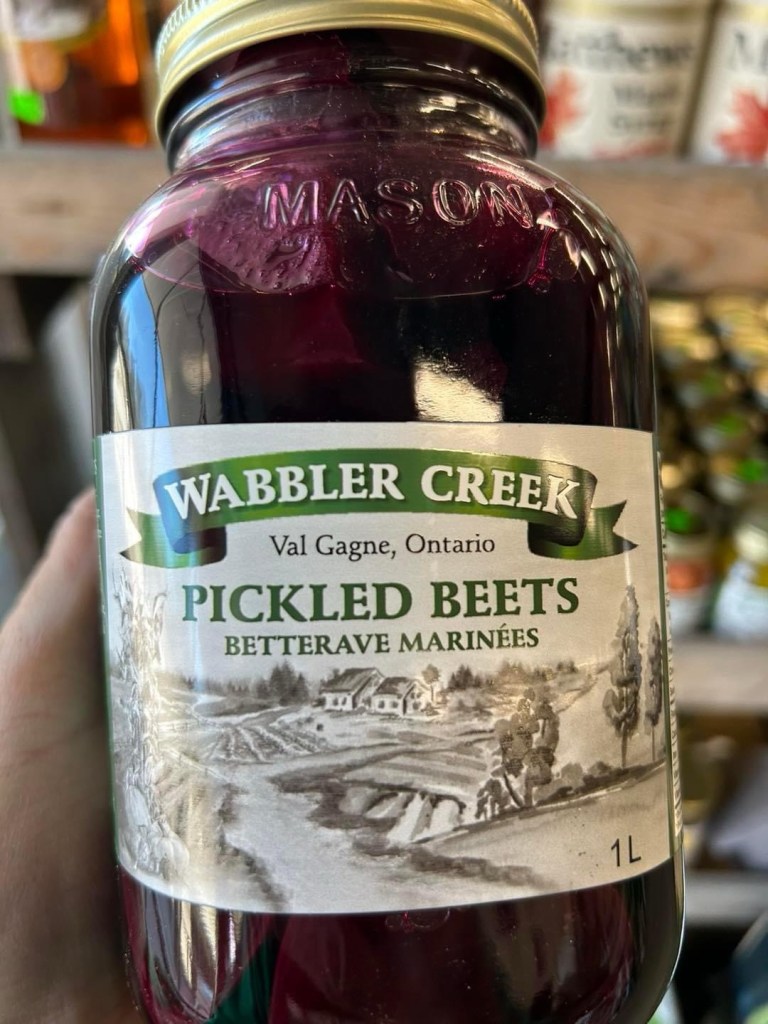 MASON
WABBLER CREEK
Val Gagne, Ontario
PICKLED BEETS
BETTERAVE MARINÉES
1L